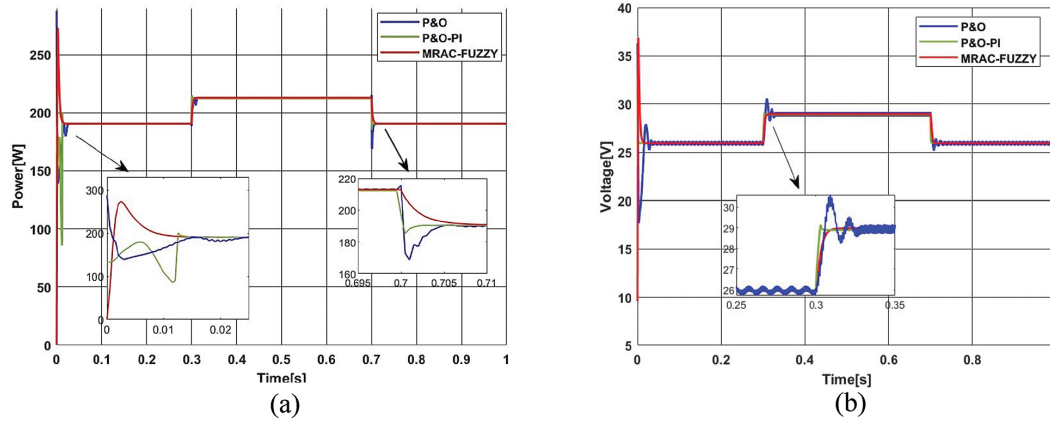 P&O
P&O-PI
MRAC-FUZZY
250
200
150
100
50
0
Power[W]
300
200
100
0
0 0.01 0.02
220
200
180
160
0.695 0.7 0.705 0.71
0 0.1 0.2 0.3 0.4 0.5 0.6 0.7 0.8 0.9 1
Time[s]
(a)
P&O
P&O-PI
MRAC-FUZZY
40
35
30
25
20
15
10
5
Voltage[V]
30
29
28
27
26
0.25 0.3 0.35
0 0.2 0.4 0.6 0.8
Time[s]
(b)